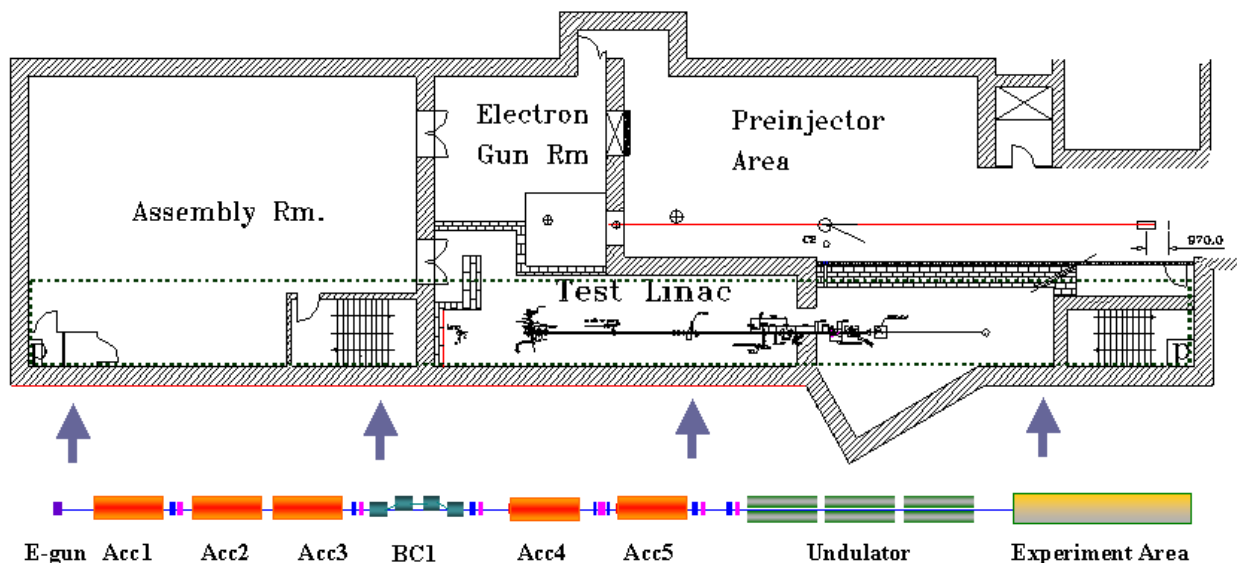 Electron
Gun Rm
Preinjector
Area
Assembly Rm.
C2
970.0
Test Linac
p
p
E-gun Acc1 Acc2 Acc3 BC1 Acc4 Acc5 Undulator Experiment Area